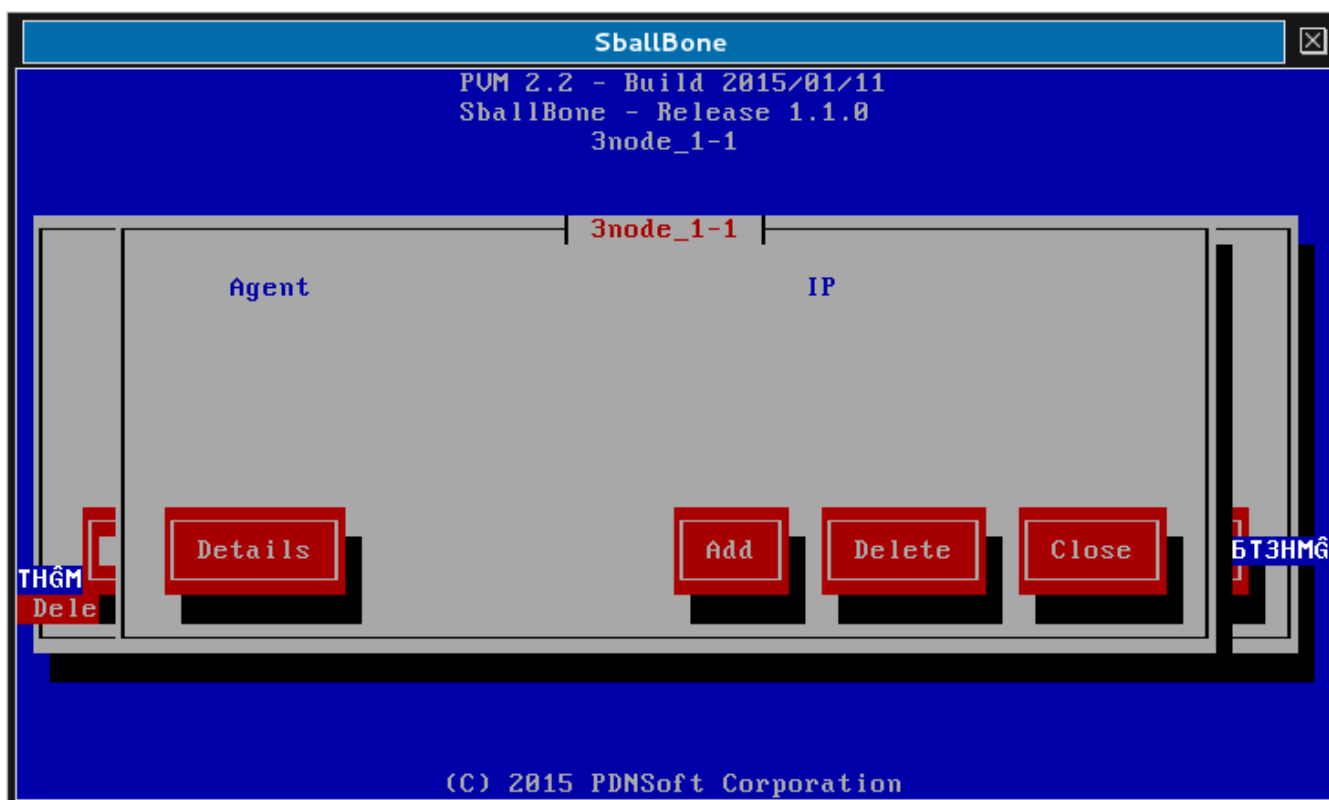 SballBone
PVM 2.2 - Build 2015/01/11
SballBone - Release 1.1.0
3node_1-1
3node_1-1
Agent IP
Details Add Delete Close
THĜM БТЗНМĜ
Dele
(C) 2015 PDNSoft Corporation